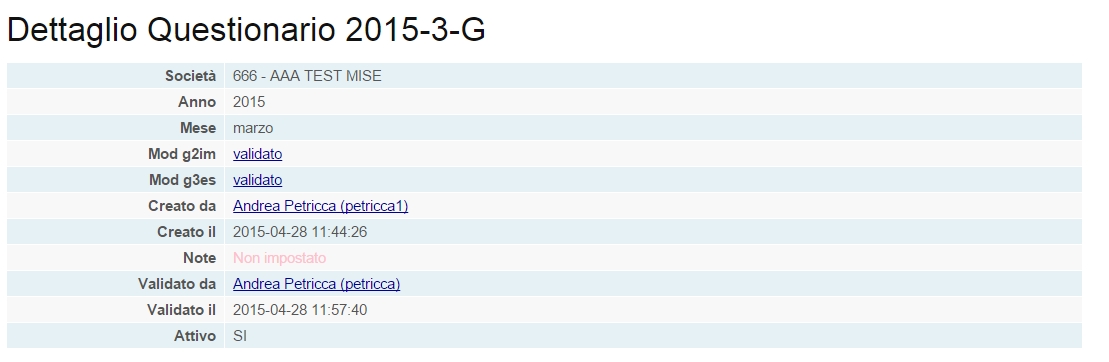 Dettaglio Questionario 2015-3-G
Società 666 - AAA TEST MISE
Anno 2015
Mese marzo
Mod g2im validato
Mod g3es validato
Creato da Andrea Petricca (petricca1)
Creato il 2015-04-28 11:44:26
Note Non impostato
Validato da Andrea Petricca (petricca)
Validato il 2015-04-28 11:57:40
Attivo SI